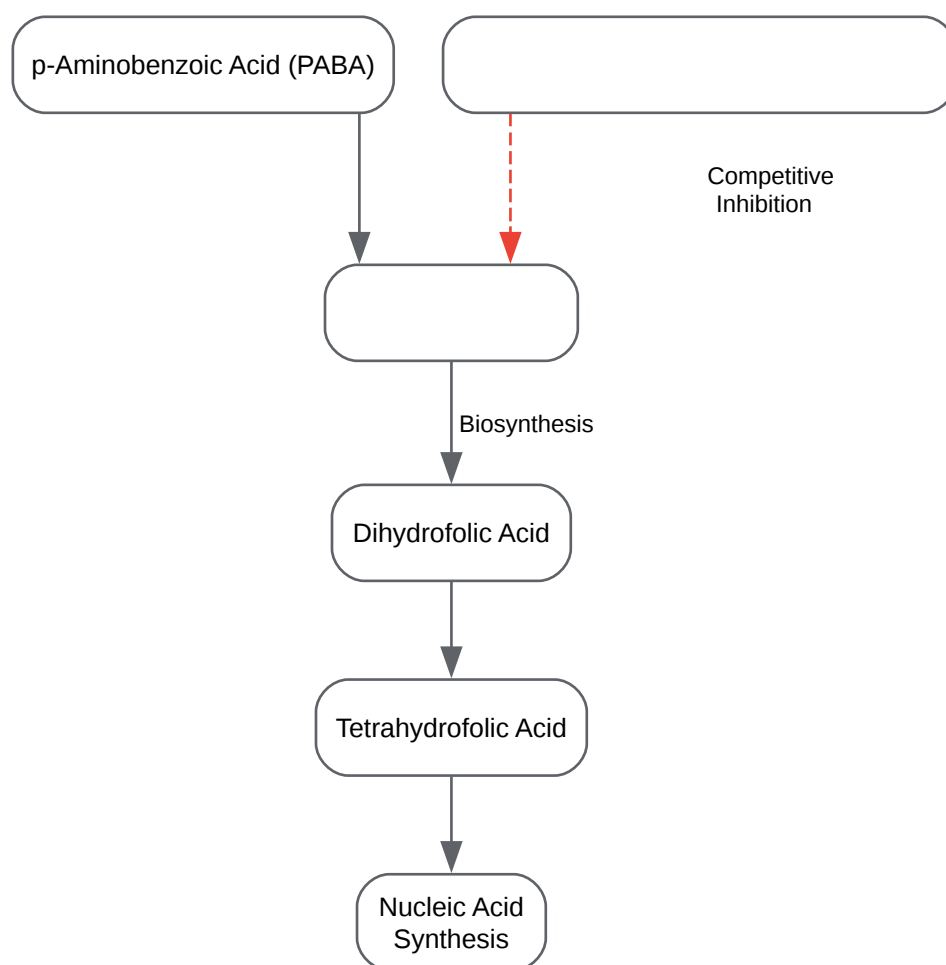 p-Aminobenzoic Acid (PABA)
Competitive
Inhibition
Biosynthesis
Dihydrofolic Acid
Tetrahydrofolic Acid
Nucleic Acid
Synthesis